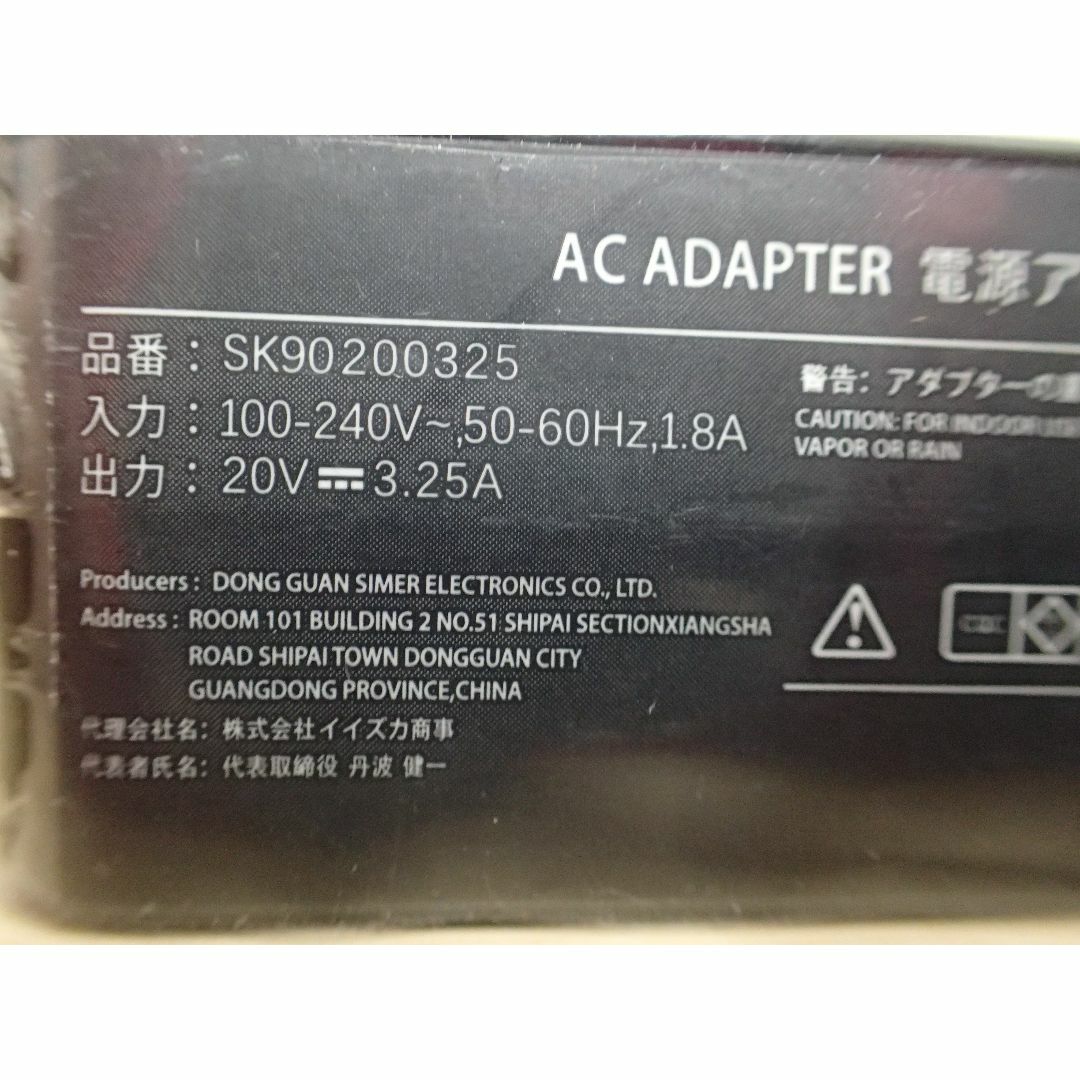 AC ADAPTER 電源ア
品番：SK90200325
入力：100-240V~,50-60Hz,1.8A
出力：20V⎓3.25A
警告：アダプターの
CAUTION: FOR INDOOR USE
VAPOR OR RAIN
Producers : DONG GUAN SIMER ELECTRONICS CO., LTD.
Address : ROOM 101 BUILDING 2 NO.51 SHIPAI SECTIONXIANGSHA
ROAD SHIPAI TOWN DONGGUAN CITY
GUANGDONG PROVINCE,CHINA
代理会社名：株式会社イイズカ商事
代表者氏名：代表取締役 丹波 健一